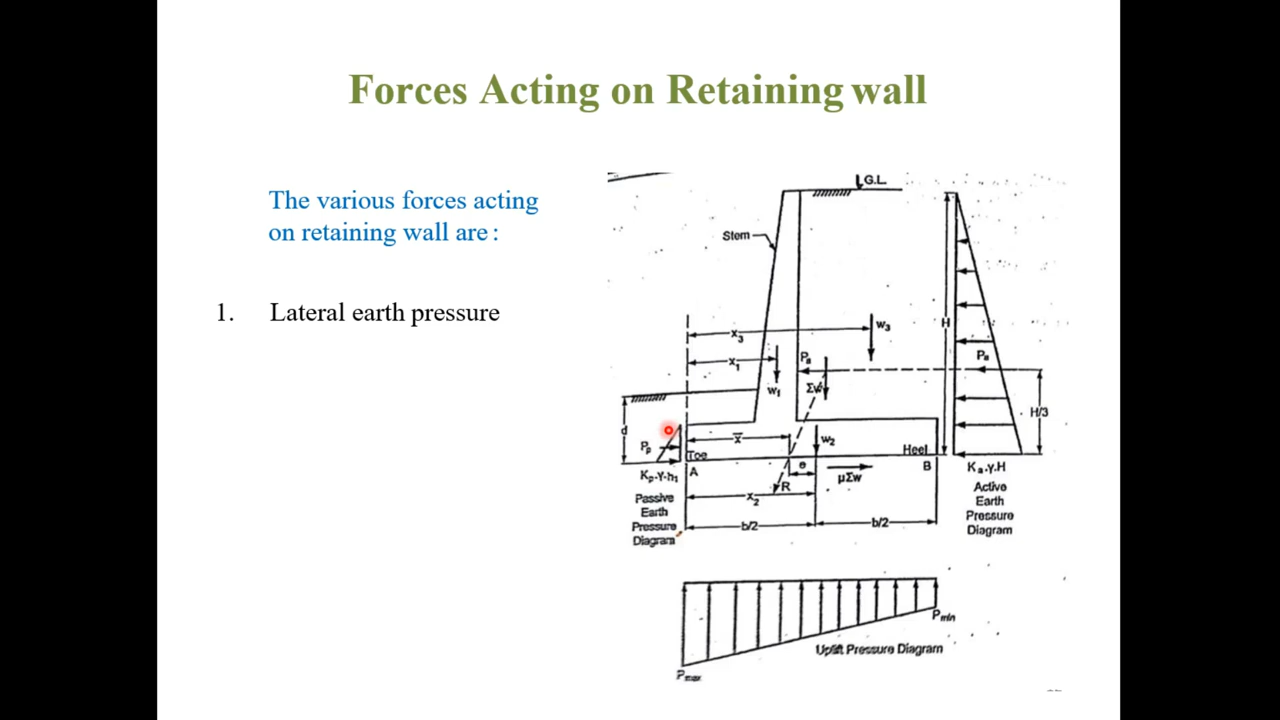 Forces Acting on Retaining wall
The various forces acting
on retaining wall are :
1. Lateral earth pressure
G.L.
Stem
x3
w3
H
x1
Pa
Pa
w1
Σw
H/3
d
x̅
w2
Pp
Toe
Heel
A
e
B
Kp-Y-h1
R
μΣw
Ka.Y.H
x2
Passive
Earth
Pressure
Diagram
Active
Earth
Pressure
Diagram
b/2
b/2
Pmin
Uplift Pressure Diagram
Pmax